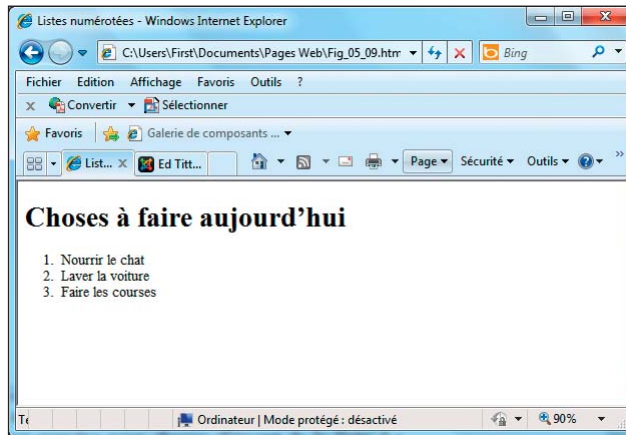 Listes numérotées - Windows Internet Explorer
C:\Users\First\Documents\Pages Web\Fig_05_09.htm Bing
Fichier Edition Affichage Favoris Outils ?
x Convertir Sélectionner
Favoris Galerie de composants ...
List... Ed Titt... Page Sécurité Outils
Choses à faire aujourd’hui
1. Nourrir le chat
2. Laver la voiture
3. Faire les courses
Ordinateur | Mode protégé : désactivé 90%